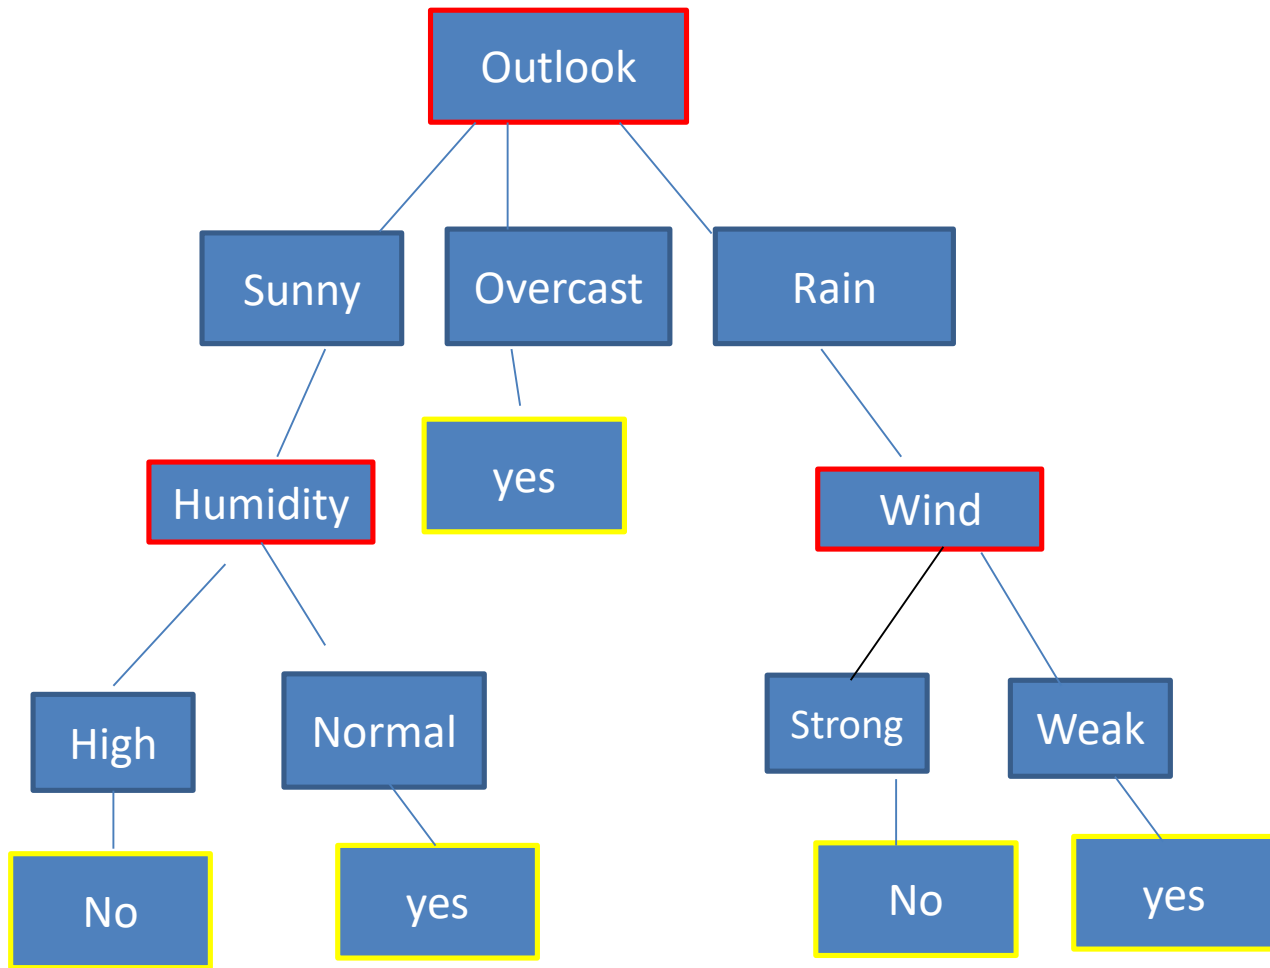 Outlook
Sunny
Overcast
Rain
yes
Humidity
Wind
High
Normal
Strong
Weak
No
yes
No
yes